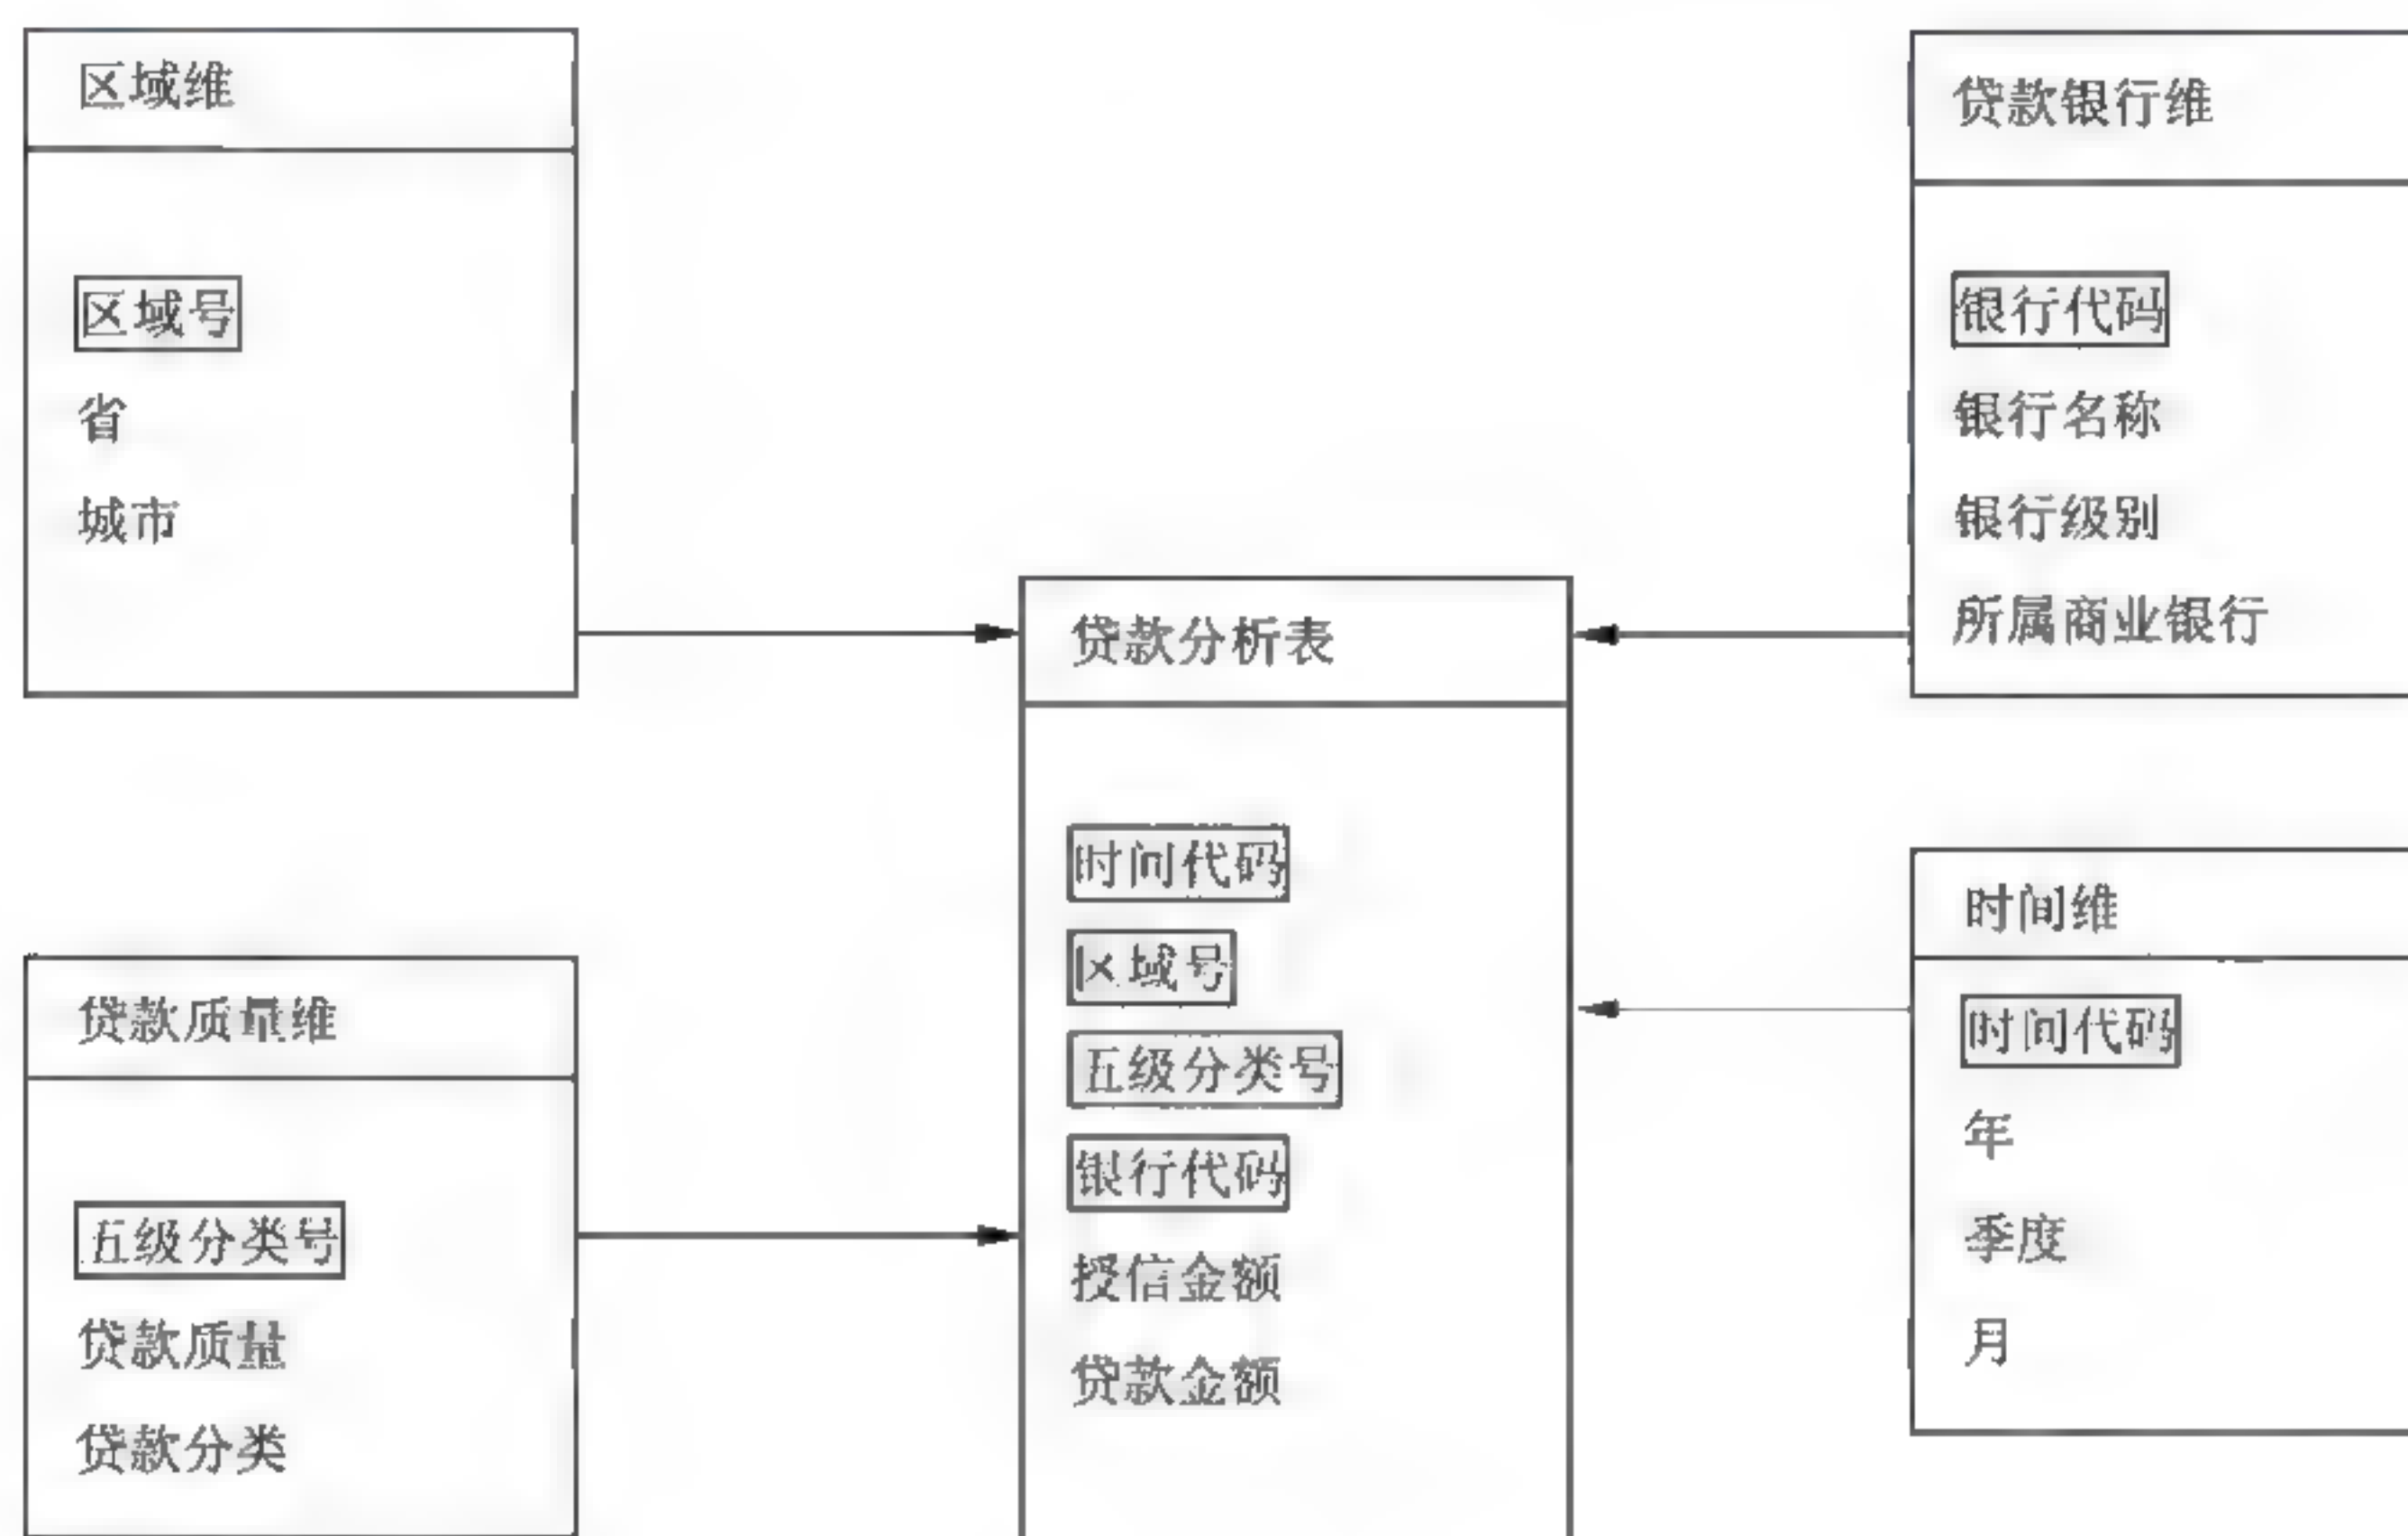 区域维
区域号
省
城市
贷款银行维
银行代码
银行名称
银行级别
所属商业银行
贷款分析表
时间代码
区域号
五级分类号
银行代码
授信金额
贷款金额
贷款质量维
五级分类号
贷款质量
贷款分类
时间维
时间代码
年
季度
月